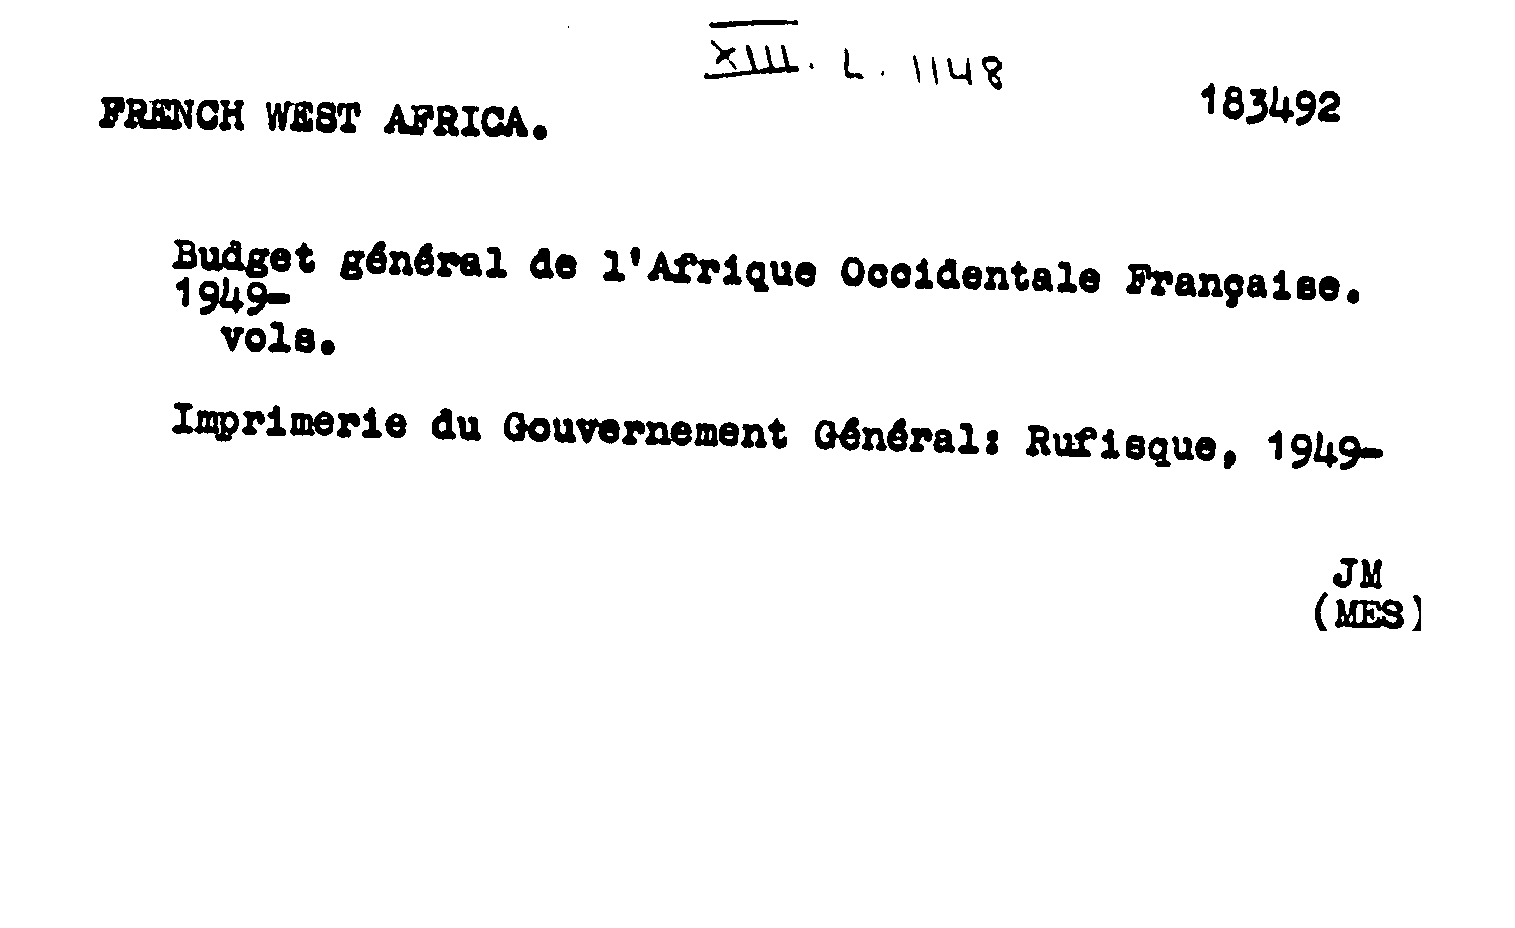 XIII. L. 1148
183492
FRENCH WEST AFRICA.
Budget général de l'Afrique Occidentale Française.
1949-
vols.
Imprimerie du Gouvernement Général: Rufisque, 1949-
JM
(MES)